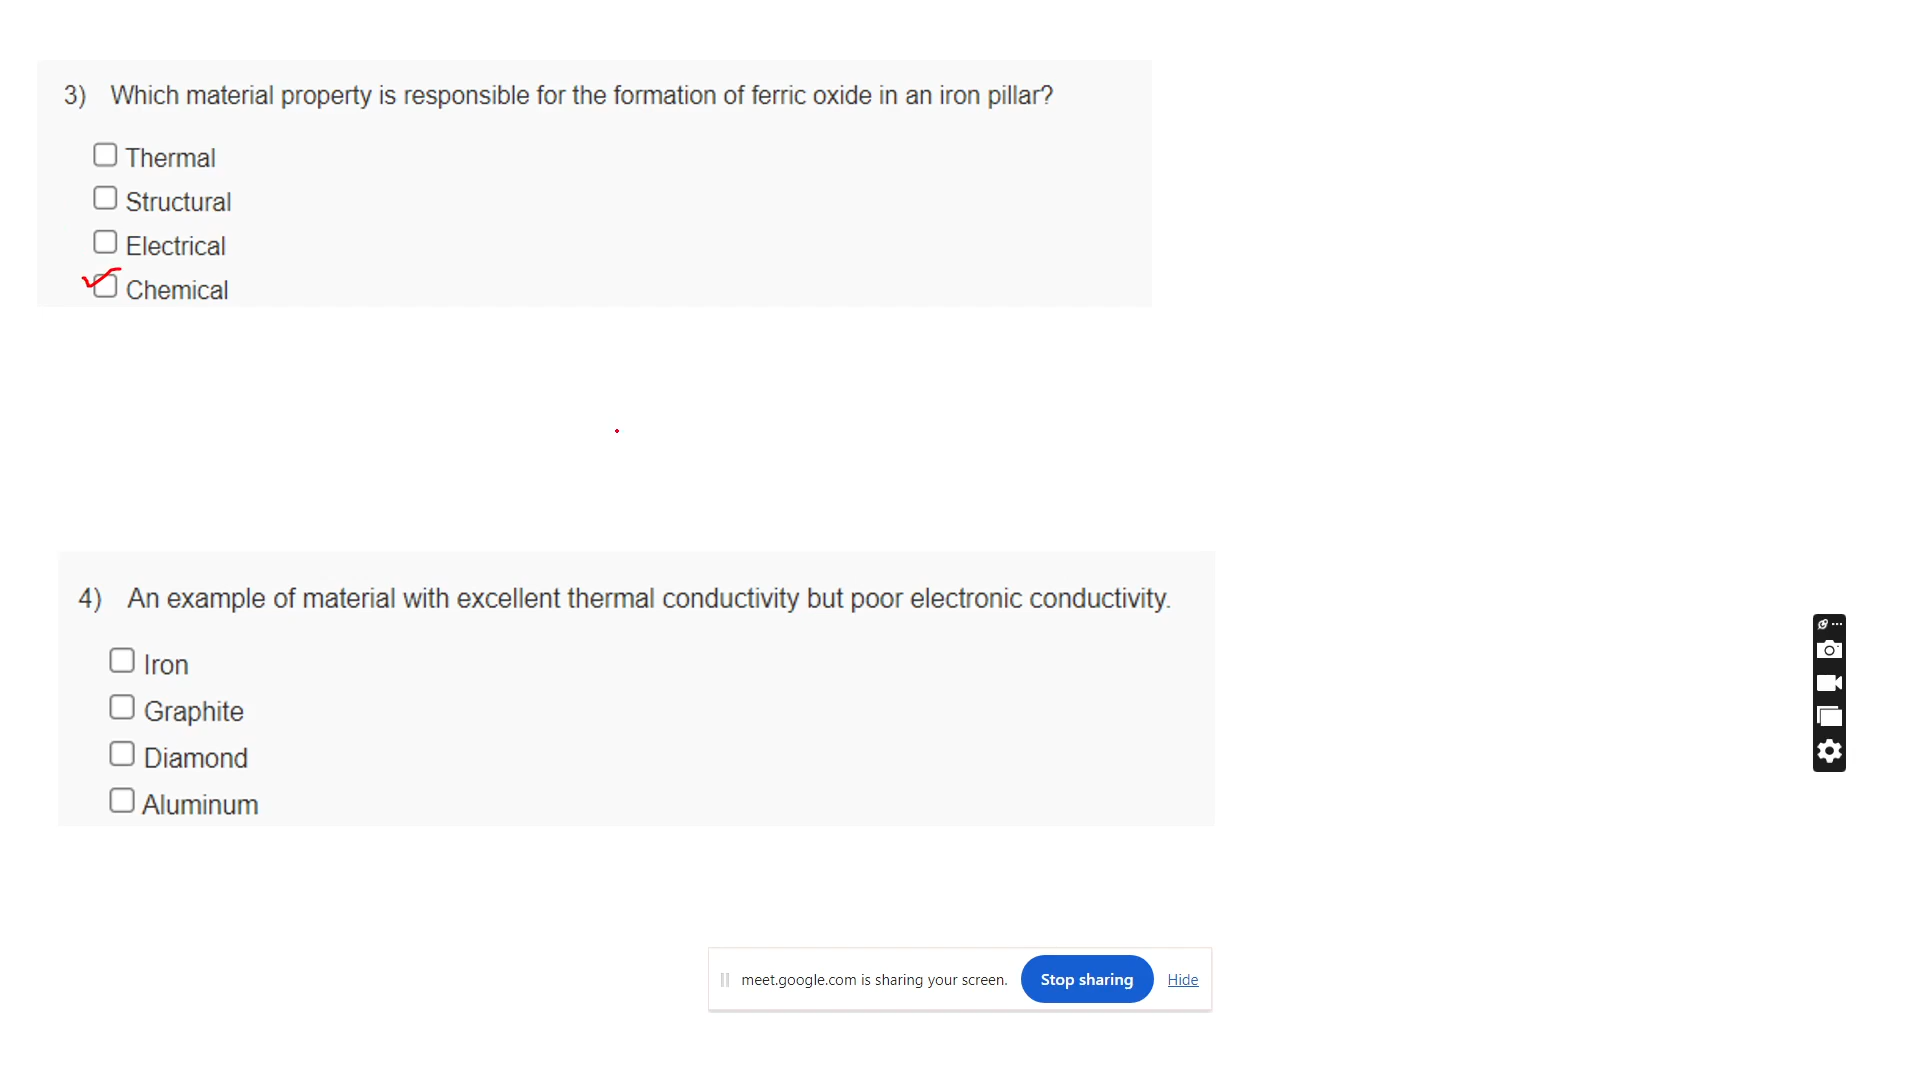 3) Which material property is responsible for the formation of ferric oxide in an iron pillar?
Thermal
Structural
Electrical
Chemical
4) An example of material with excellent thermal conductivity but poor electronic conductivity.
Iron
Graphite
Diamond
Aluminum
meet.google.com is sharing your screen. Stop sharing Hide